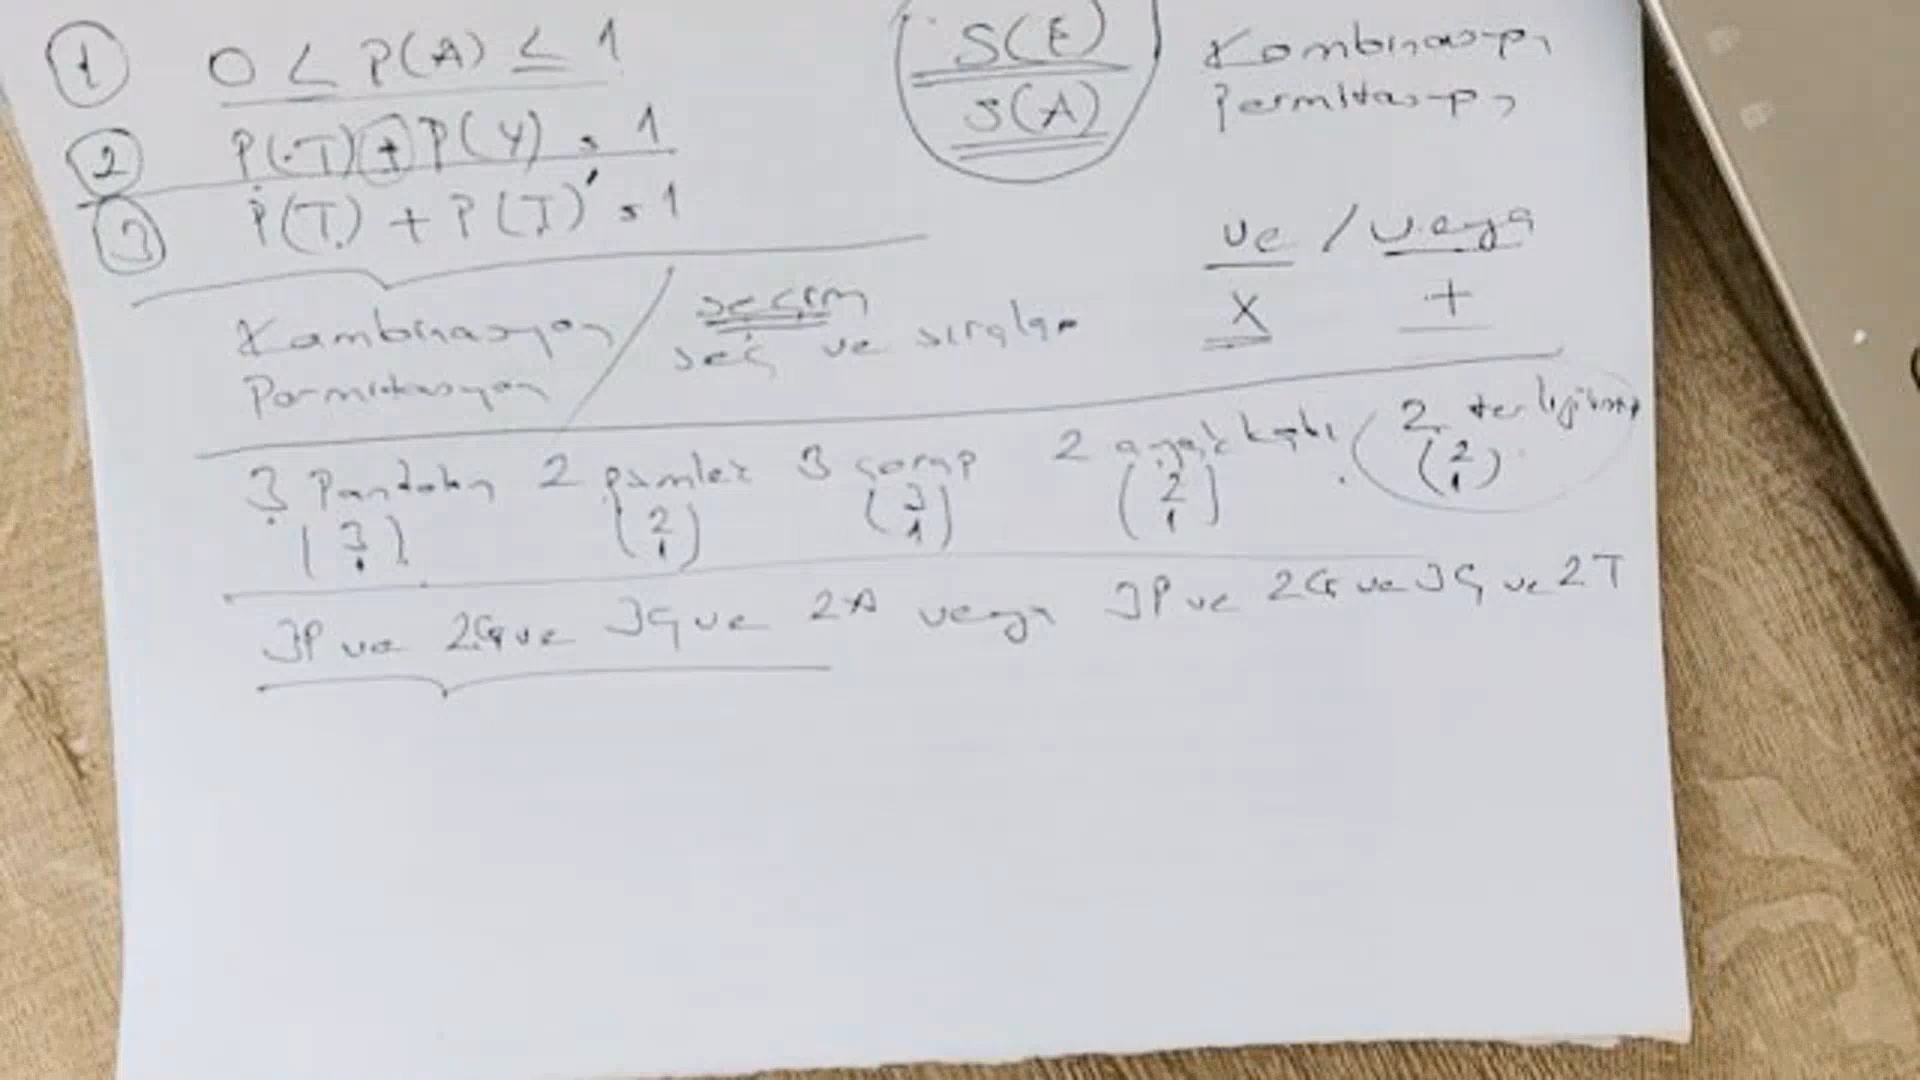 1 0 < P(A) ≤ 1
2 P(T) + P(Y) = 1
3 P(T) + P(T)' = 1
S(E)
S(A)
Kombinasyon
Permütasyon
ve / veya
X +
Kombinasyon / seçim
Permütasyon seç ve sırala
3 Pantolon 2 gömlek 3 çorap 2 ayakkabı 2
(3 1) (2 1) (3 1) (2 1) (2 1)
3P ve 2G ve 3Ç ve 2A veya 3P ve 2G ve 3Ç ve 2T